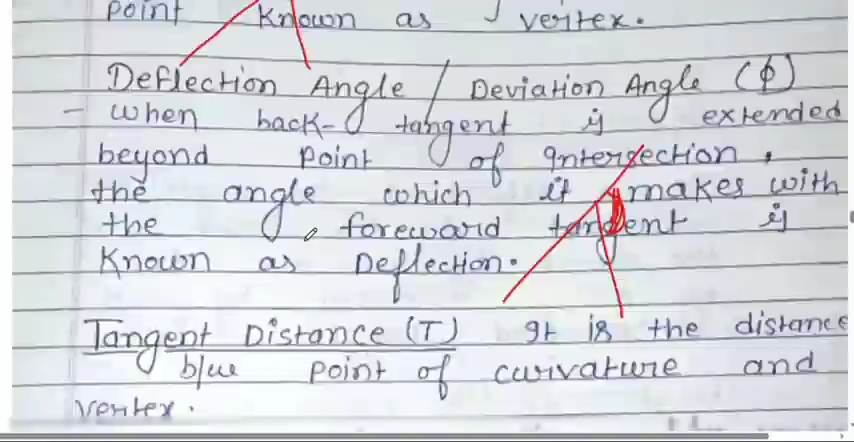 point known as vertex.
Deflection Angle / Deviation Angle (ϕ)
- when back-tangent is extended
beyond point of intersection,
the angle which it makes with
the foreward tangent is
known as Deflection.
Tangent Distance (T) It is the distance
b/w point of curvature and
vertex.